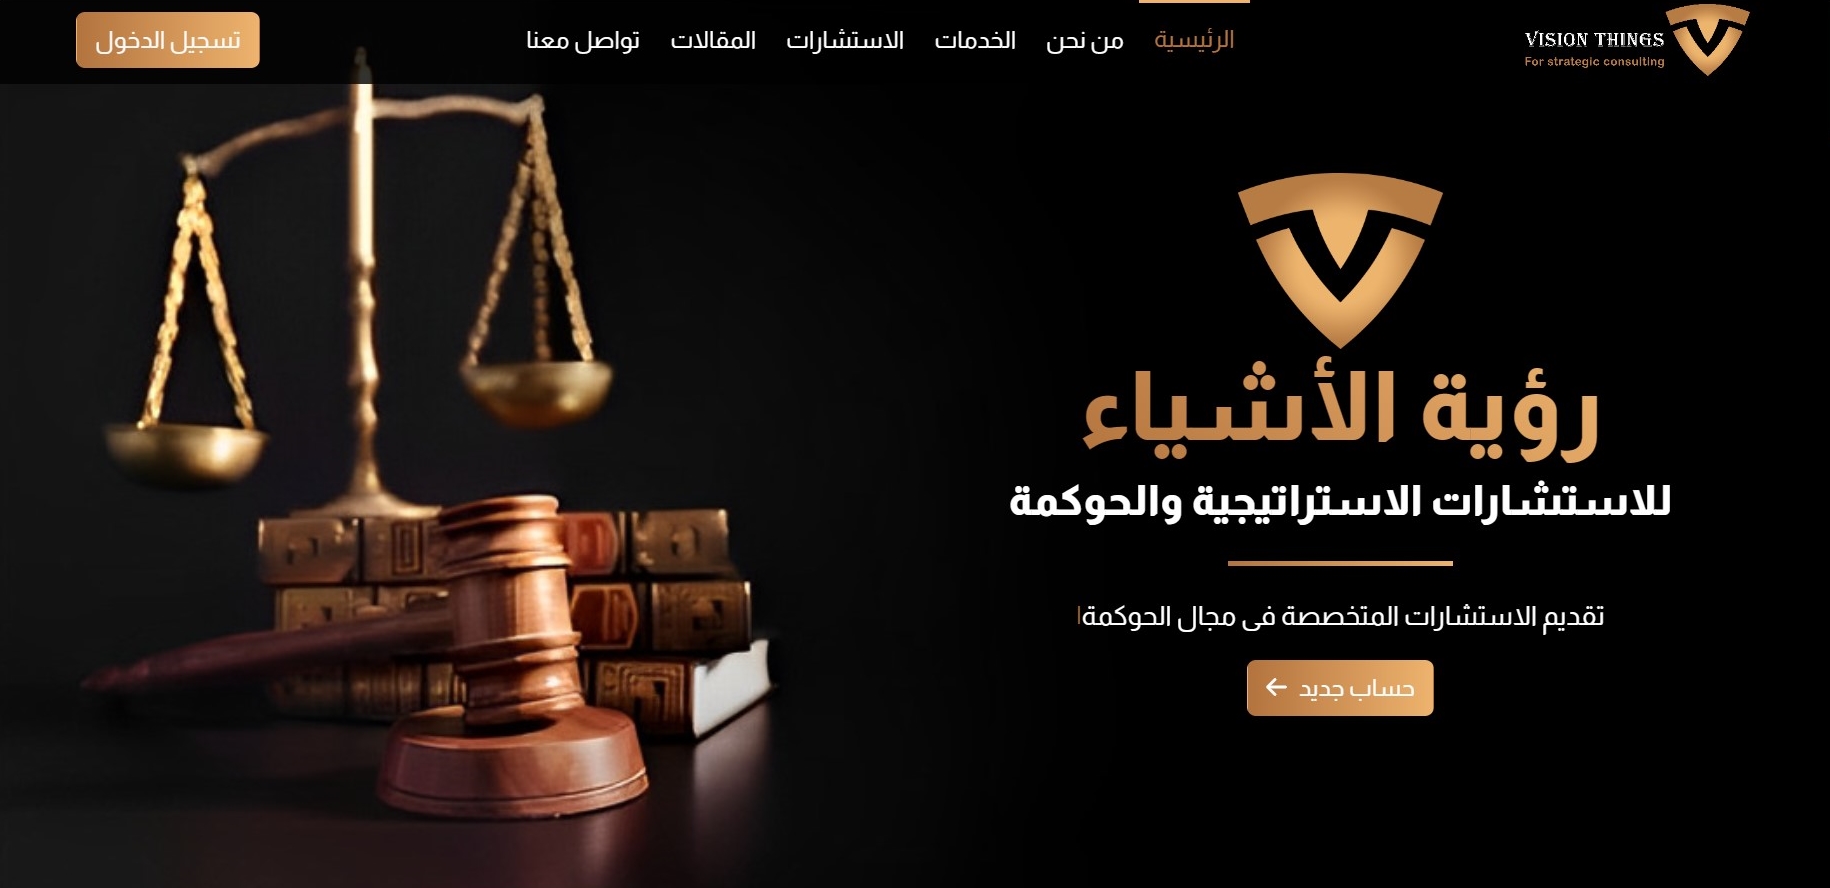 VISION THINGS
For strategic consulting
الرئيسية
من نحن
الخدمات
الاستشارات
المقالات
تواصل معنا
تسجيل الدخول
رؤية الأشياء
للاستشارات الاستراتيجية والحوكمة
تقديم الاستشارات المتخصصة فى مجال الحوكمة
حساب جديد